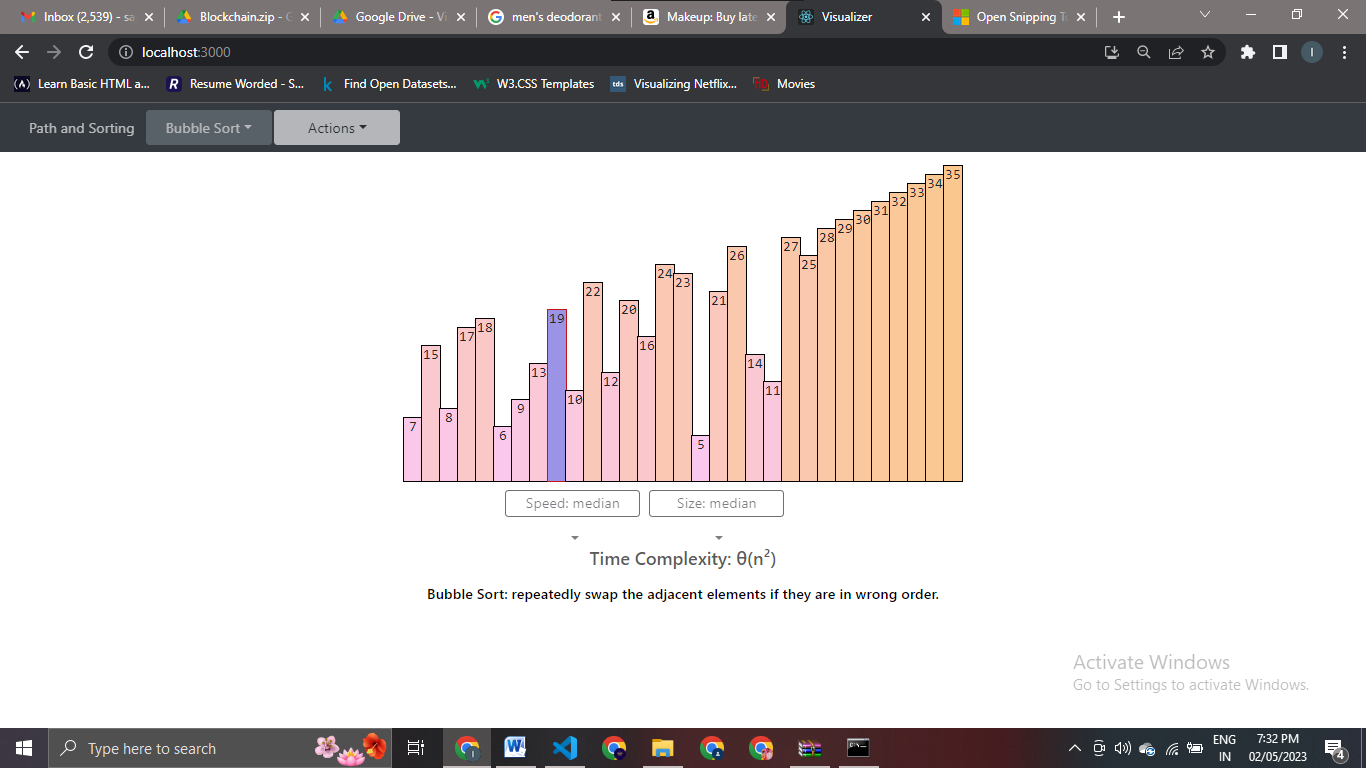 Inbox (2,539) - sa
Blockchain.zip - G
Google Drive - Vi
men's deodorant
Makeup: Buy late
Visualizer
Open Snipping T
localhost:3000
Learn Basic HTML a...
Resume Worded - S...
Find Open Datasets...
W3.CSS Templates
Visualizing Netflix...
Movies
Path and Sorting
Bubble Sort
Actions
7 15 8 17 18 6 9 13 19 10 22 12 20 16 24 23 5 21 26 14 11 27 25 28 29 30 31 32 33 34 35
Speed: median
Size: median
Time Complexity: θ(n²)
Bubble Sort: repeatedly swap the adjacent elements if they are in wrong order.
Activate Windows
Go to Settings to activate Windows.
Type here to search
ENG
IN
7:32 PM
02/05/2023
4